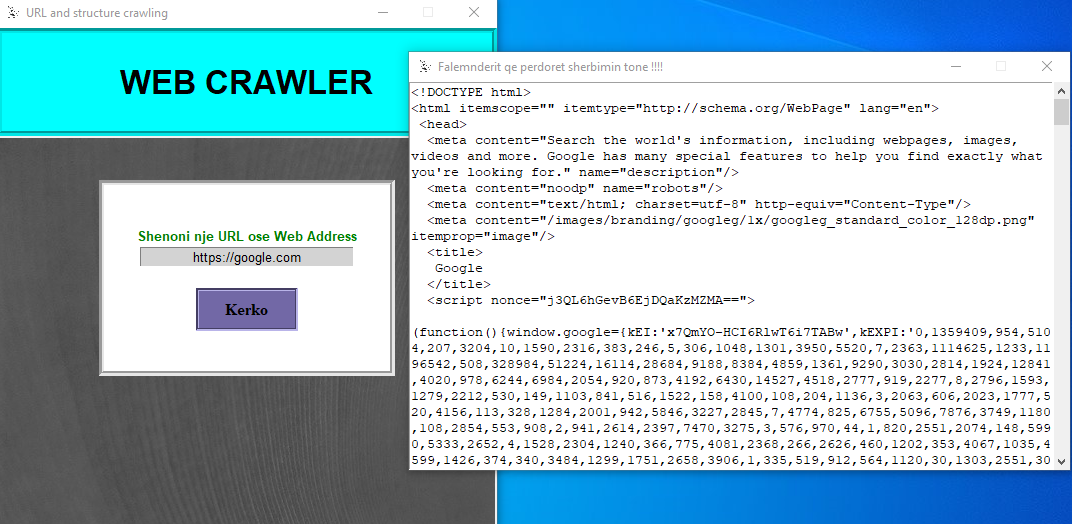 URL and structure crawling
WEB CRAWLER
Shenoni nje URL ose Web Address
https://google.com
Kerko
Falemnderit qe perdoret sherbimin tone !!!!
<!DOCTYPE html>
<html itemscope="" itemtype="http://schema.org/WebPage" lang="en">
 <head>
  <meta content="Search the world's information, including webpages, images,
videos and more. Google has many special features to help you find exactly what
you're looking for." name="description"/>
  <meta content="noodp" name="robots"/>
  <meta content="text/html; charset=utf-8" http-equiv="Content-Type"/>
  <meta content="/images/branding/googleg/1x/googleg_standard_color_128dp.png"
itemprop="image"/>
  <title>
   Google
  </title>
  <script nonce="j3QL6hGevB6EjDQaKzMZMA==">
(function(){window.google={kEI:'x7QmYO-HCI6RlwT6i7TABw',kEXPI:'0,1359409,954,510
4,207,3204,10,1590,2316,383,246,5,306,1048,1301,3950,5520,7,2363,1114625,1233,11
96542,508,328984,51224,16114,28684,9188,8384,4859,1361,9290,3030,2814,1924,12841
,4020,978,6244,6984,2054,920,873,4192,6430,14527,4518,2777,919,2277,8,2796,1593,
1279,2212,530,149,1103,841,516,1522,158,4100,108,204,1136,3,2063,606,2023,1777,5
20,4156,113,328,1284,2001,942,5846,3227,2845,7,4774,825,6755,5096,7876,3749,1180
,108,2854,553,908,2,941,2614,2397,7470,3275,3,576,970,44,1,820,2551,2074,148,599
0,5333,2652,4,1528,2304,1240,366,775,4081,2368,266,2626,460,1202,353,4067,1035,4
599,1426,374,340,3484,1299,1751,2658,3906,1,335,519,912,564,1120,30,1303,2551,30